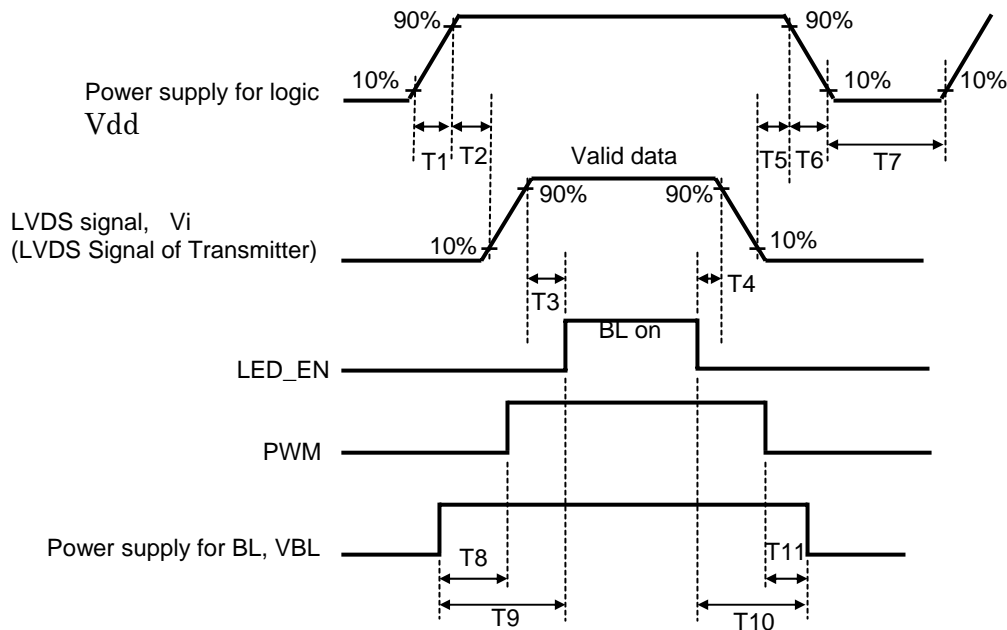 90%
90%
10%
10%
10%
Power supply for logic
Vdd
T1
T2
T5
T6
T7
Valid data
90%
90%
LVDS signal, Vi
(LVDS Signal of Transmitter)
10%
10%
T3
T4
BL on
LED_EN
PWM
Power supply for BL, VBL
T8
T11
T9
T10